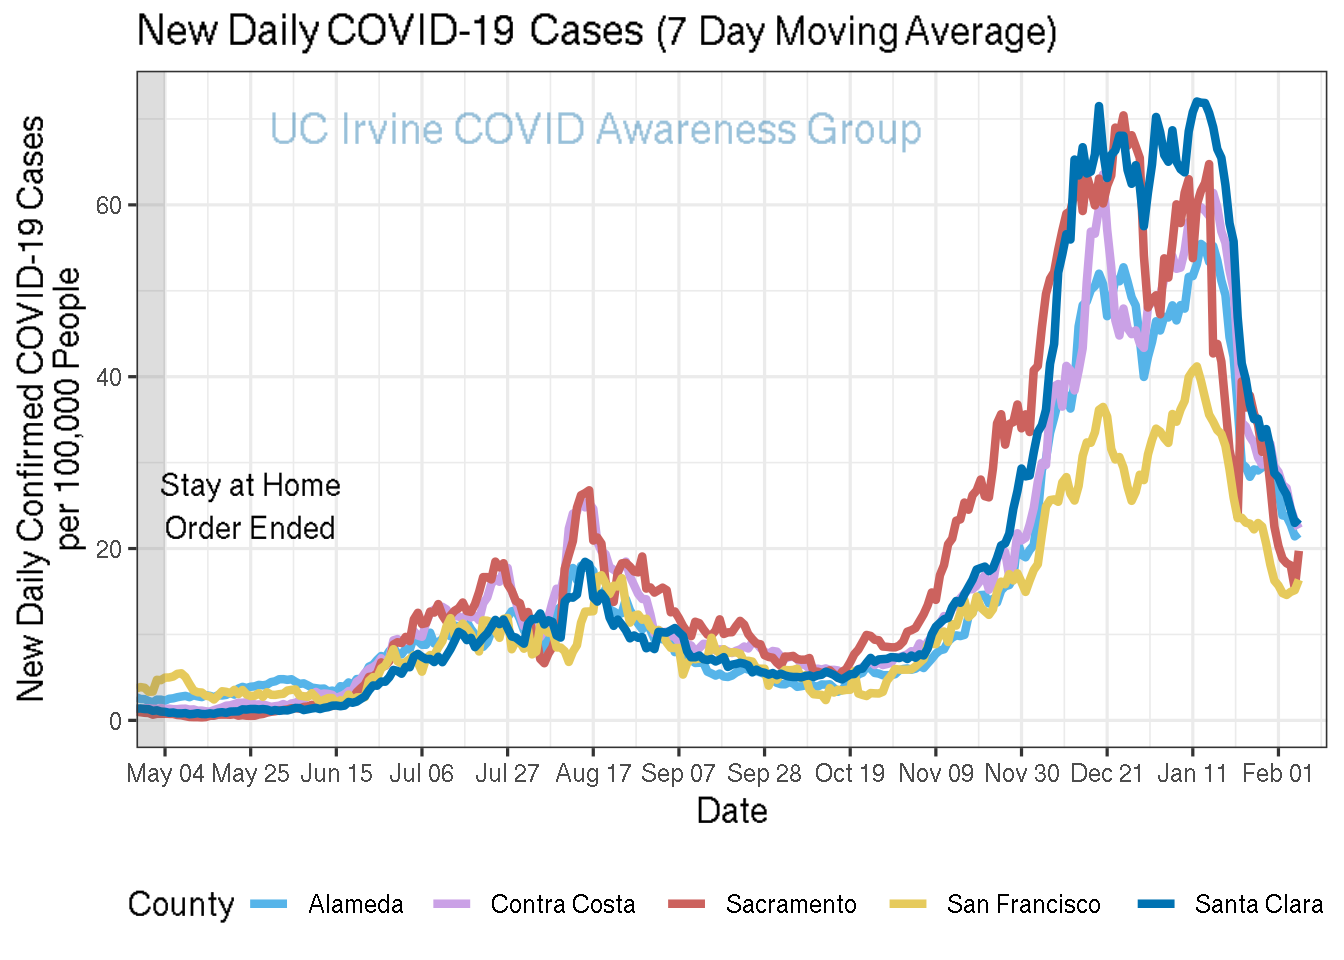 New Daily COVID-19 Cases (7 Day Moving Average)
UC Irvine COVID Awareness Group
New Daily Confirmed COVID-19 Cases
per 100,000 People
60
40
20
0
Stay at Home
Order Ended
May 04 May 25 Jun 15 Jul 06 Jul 27 Aug 17 Sep 07 Sep 28 Oct 19 Nov 09 Nov 30 Dec 21 Jan 11 Feb 01
Date
County Alameda Contra Costa Sacramento San Francisco Santa Clara